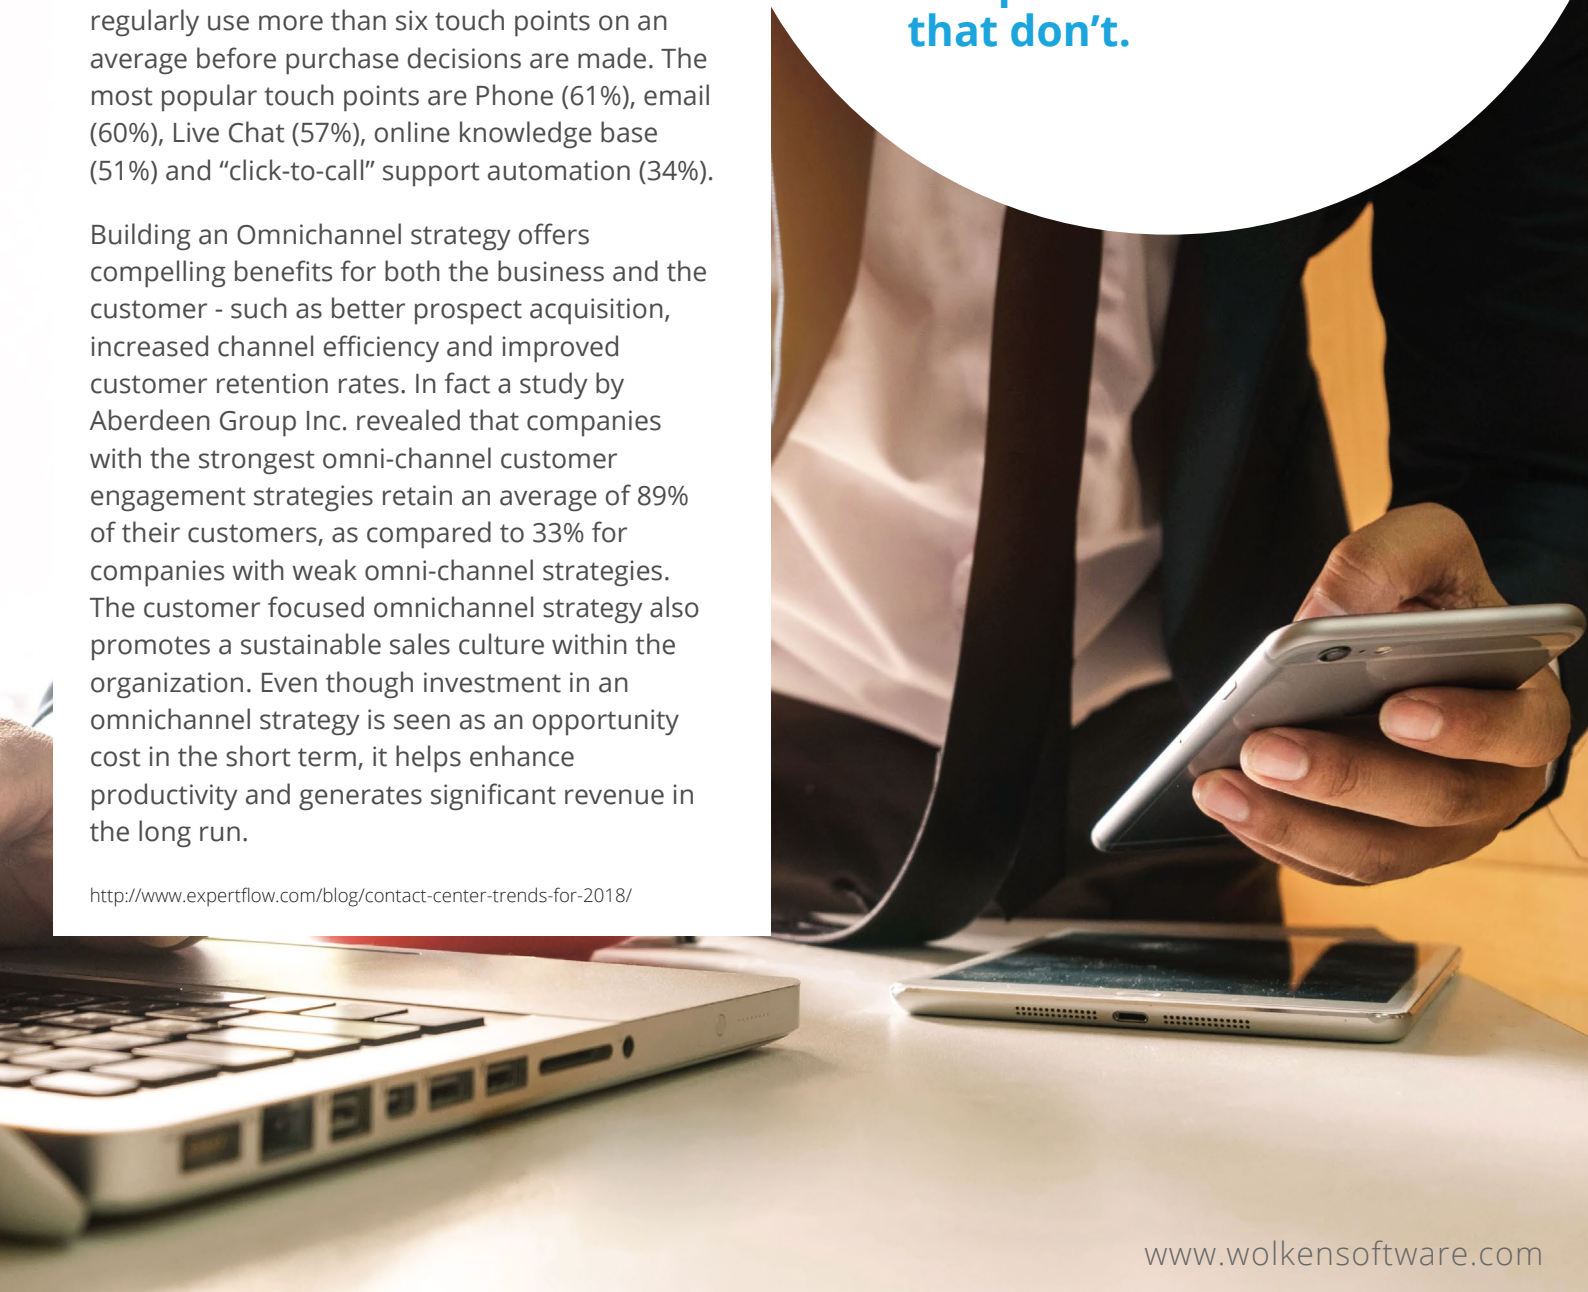 regularly use more than six touch points on an
average before purchase decisions are made. The
most popular touch points are Phone (61%), email
(60%), Live Chat (57%), online knowledge base
(51%) and “click-to-call” support automation (34%).
Building an Omnichannel strategy offers
compelling benefits for both the business and the
customer - such as better prospect acquisition,
increased channel efficiency and improved
customer retention rates. In fact a study by
Aberdeen Group Inc. revealed that companies
with the strongest omni-channel customer
engagement strategies retain an average of 89%
of their customers, as compared to 33% for
companies with weak omni-channel strategies.
The customer focused omnichannel strategy also
promotes a sustainable sales culture within the
organization. Even though investment in an
omnichannel strategy is seen as an opportunity
cost in the short term, it helps enhance
productivity and generates significant revenue in
the long run.
http://www.expertflow.com/blog/contact-center-trends-for-2018/
that don’t.
www.wolkensoftware.com